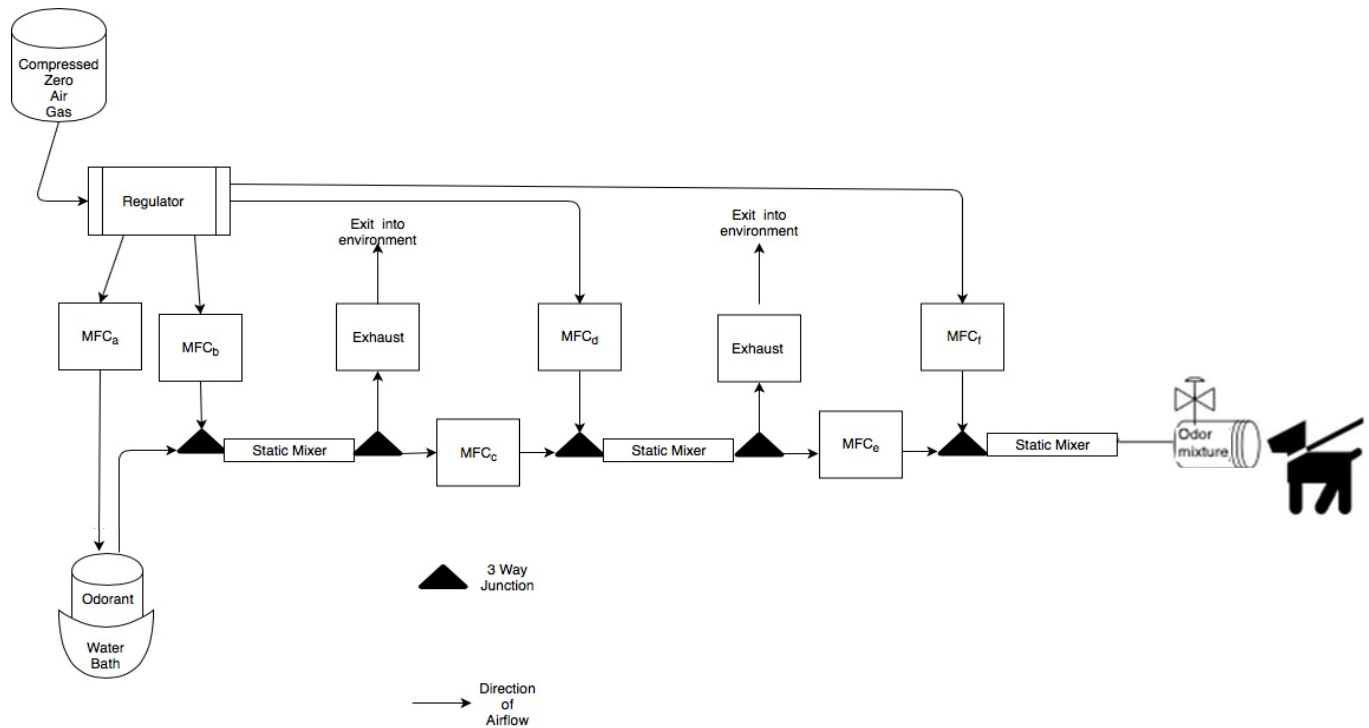 Compressed
Zero
Air
Gas
Regulator
Exit into
environment
Exit into
environment
MFCa
MFCb
Exhaust
MFCd
Exhaust
MFCf
Static Mixer
MFCc
Static Mixer
MFCe
Static Mixer
Odor
mixture
Odorant
Water
Bath
3 Way
Junction
Direction
of
Airflow